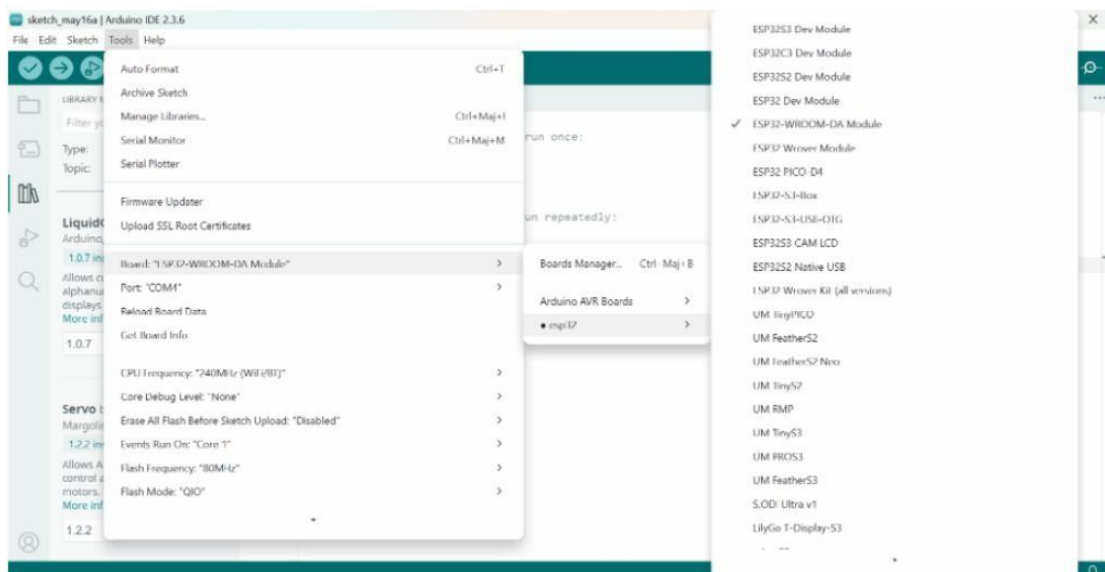 sketch_may16a | Arduino IDE 2.3.6
File Edit Sketch Tools Help
LIBRARY
Type:
Topic:
1.0.7
Allows
displays
More inf
1.0.7
Servo
Margoli
1.2.2
Allows A
control a
motors.
More inf
1.2.2
Auto Format Ctrl+T
Archive Sketch
Manage Libraries... Ctrl+Maj+I
Serial Monitor Ctrl+Maj+M
Serial Plotter
Firmware Updater
Upload SSL Root Certificates
Board: "ESP32-WROOM-DA Module"
Port: "COM4"
Reload Board Data
Get Board Info
CPU Frequency: "240MHz (WiFi/BT)"
Core Debug Level: "None"
Erase All Flash Before Sketch Upload: "Disabled"
Events Run On: "Core 1"
Flash Frequency: "80MHz"
Flash Mode: "QIO"
run once:
un repeatedly:
Boards Manager... Ctrl+Maj+B
Arduino AVR Boards
esp32
ESP32S3 Dev Module
ESP32C3 Dev Module
ESP32S2 Dev Module
ESP32 Dev Module
ESP32-WROOM-DA Module
ESP32 Wrover Module
ESP32 PICO-D4
ESP32-S3-Box
ESP32-S3-USB-OTG
ESP32S3 CAM LCD
ESP32S2 Native USB
ESP32 Wrover Kit (all versions)
UM TinyPICO
UM FeatherS2
UM FeatherS2 Neo
UM TinyS2
UM RMP
UM TinyS3
UM PROS3
UM FeatherS3
S.ODI Ultra v1
LilyGo T-Display-S3